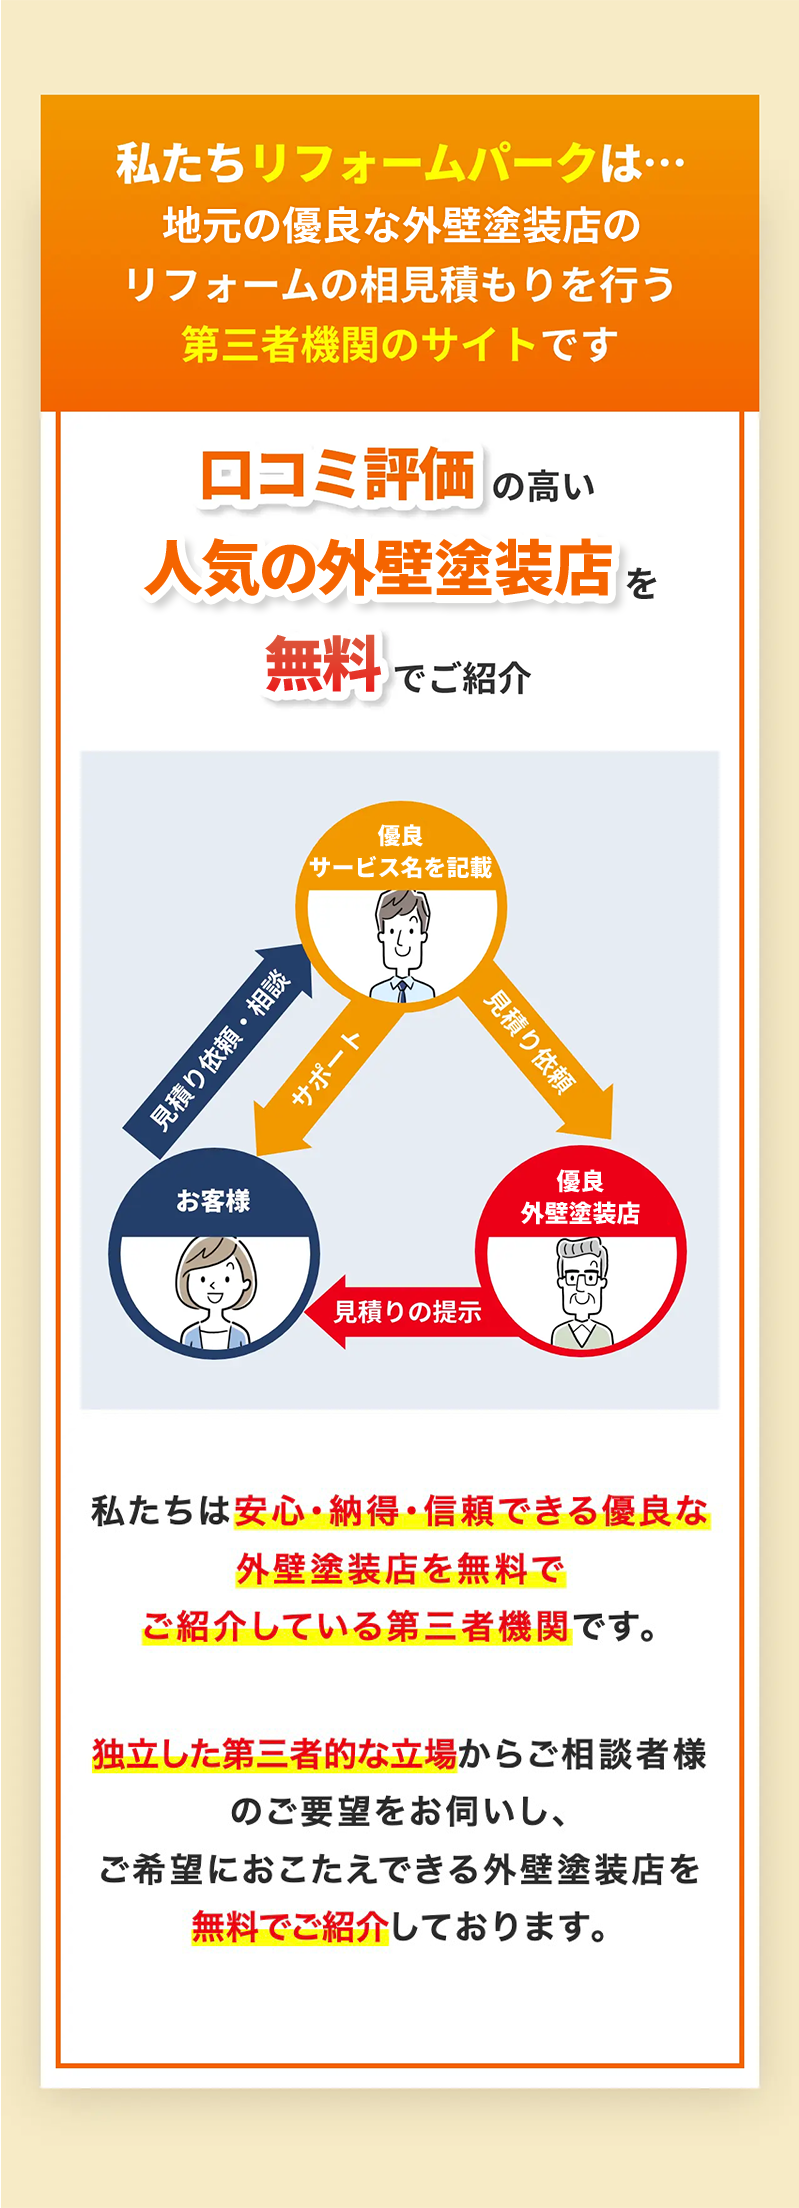 私たちリフォームパークは…
地元の優良な外壁塗装店の
リフォームの相見積もりを行う
第三者機関のサイトです
口コミ評価の高い
人気の外壁塗装店を
無料でご紹介
優良
サービス名を記載
見積り依頼・相談
サポート
見積り依頼
お客様
優良
外壁塗装店
見積りの提示
私たちは安心・納得・信頼できる優良な
外壁塗装店を無料で
ご紹介している第三者機関です。
独立した第三者的な立場からご相談者様
のご要望をお伺いし、
ご希望におこたえできる外壁塗装店を
無料でご紹介しております。